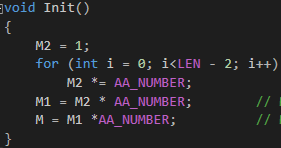 void Init()
{
M2 = 1;
for (int i = 0; i<LEN - 2; i++)
M2 *= AA_NUMBER;
M1 = M2 * AA_NUMBER; //
M = M1 *AA_NUMBER; //
}